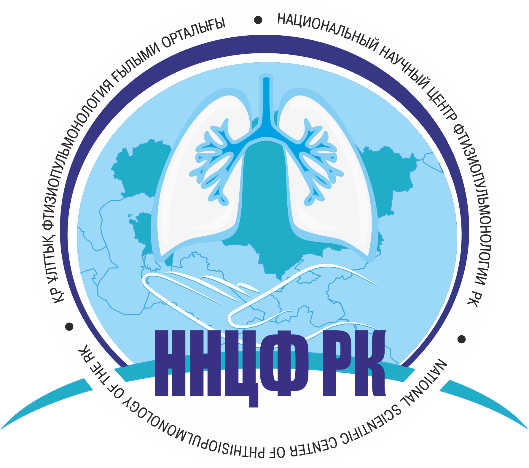 ҚР ҰЛТТЫҚ ФТИЗИОПУЛЬМОНОЛОГИЯ ҒЫЛЫМИ ОРТАЛЫҒЫ
НАЦИОНАЛЬНЫЙ НАУЧНЫЙ ЦЕНТР ФТИЗИОПУЛЬМОНОЛОГИИ РК
NATIONAL SCIENTIFIC CENTER OF PHTHISIOPULMONOLOGY OF THE RK
ННЦФ РК